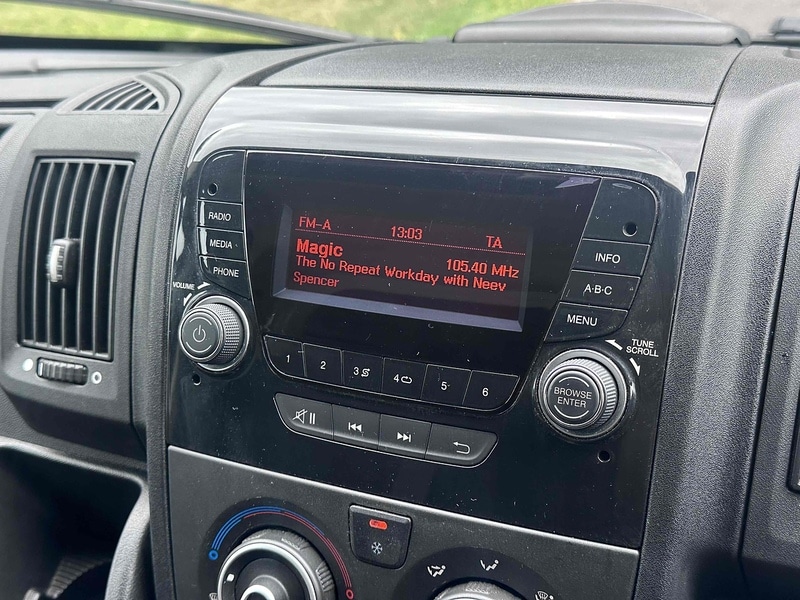 FM-A 13:03 TA
Magic 105.40 MHz
The No Repeat Workday with Neev
Spencer
RADIO
MEDIA
PHONE
VOLUME
INFO
A·B·C
MENU
TUNE
SCROLL
BROWSE
ENTER
1 2 3 4 5 6